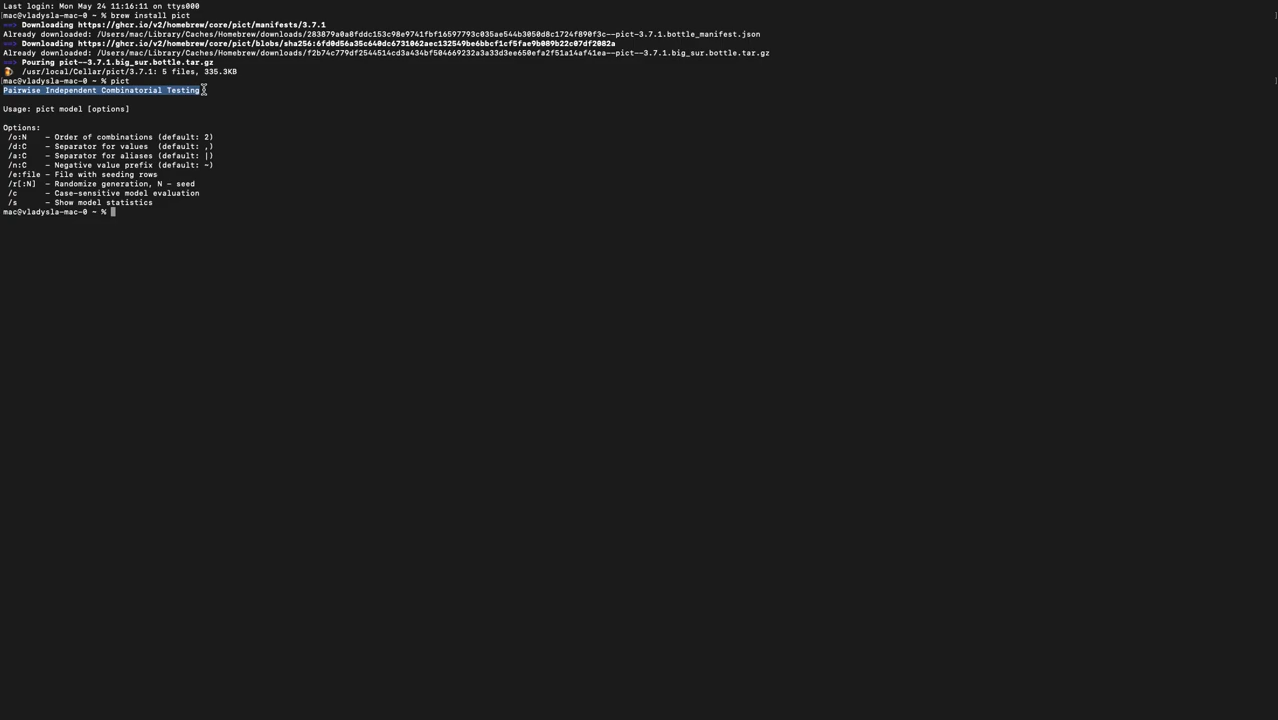 Last login: Mon May 24 11:16:11 on ttys000
mac@vladysla-mac-0 ~ % brew install pict
==> Downloading https://ghcr.io/v2/homebrew/core/pict/manifests/3.7.1
Already downloaded: /Users/mac/Library/Caches/Homebrew/downloads/283879a0a8fddc153c98e9741fbf16597793c035ae544b3050d8c1724f890f3c--pict-3.7.1.bottle_manifest.json
==> Downloading https://ghcr.io/v2/homebrew/core/pict/blobs/sha256:6fd0d56a35c640dc6731062aec132549be6bbcf1cf5fae9b089b22c07df2082a
Already downloaded: /Users/mac/Library/Caches/Homebrew/downloads/f2b74c779df2544514cd3a434bf504669232a3a33d3ee650efa2f51a14af41ea--pict--3.7.1.big_sur.bottle.tar.gz
==> Pouring pict--3.7.1.big_sur.bottle.tar.gz
/usr/local/Cellar/pict/3.7.1: 5 files, 335.3KB
mac@vladysla-mac-0 ~ % pict
Pairwise Independent Combinatorial Testing
Usage: pict model [options]
Options:
/o:N - Order of combinations (default: 2)
/d:C - Separator for values (default: ,)
/a:C - Separator for aliases (default: |)
/n:C - Negative value prefix (default: ~)
/e:file - File with seeding rows
/r[:N] - Randomize generation, N - seed
/c - Case-sensitive model evaluation
/s - Show model statistics
mac@vladysla-mac-0 ~ %